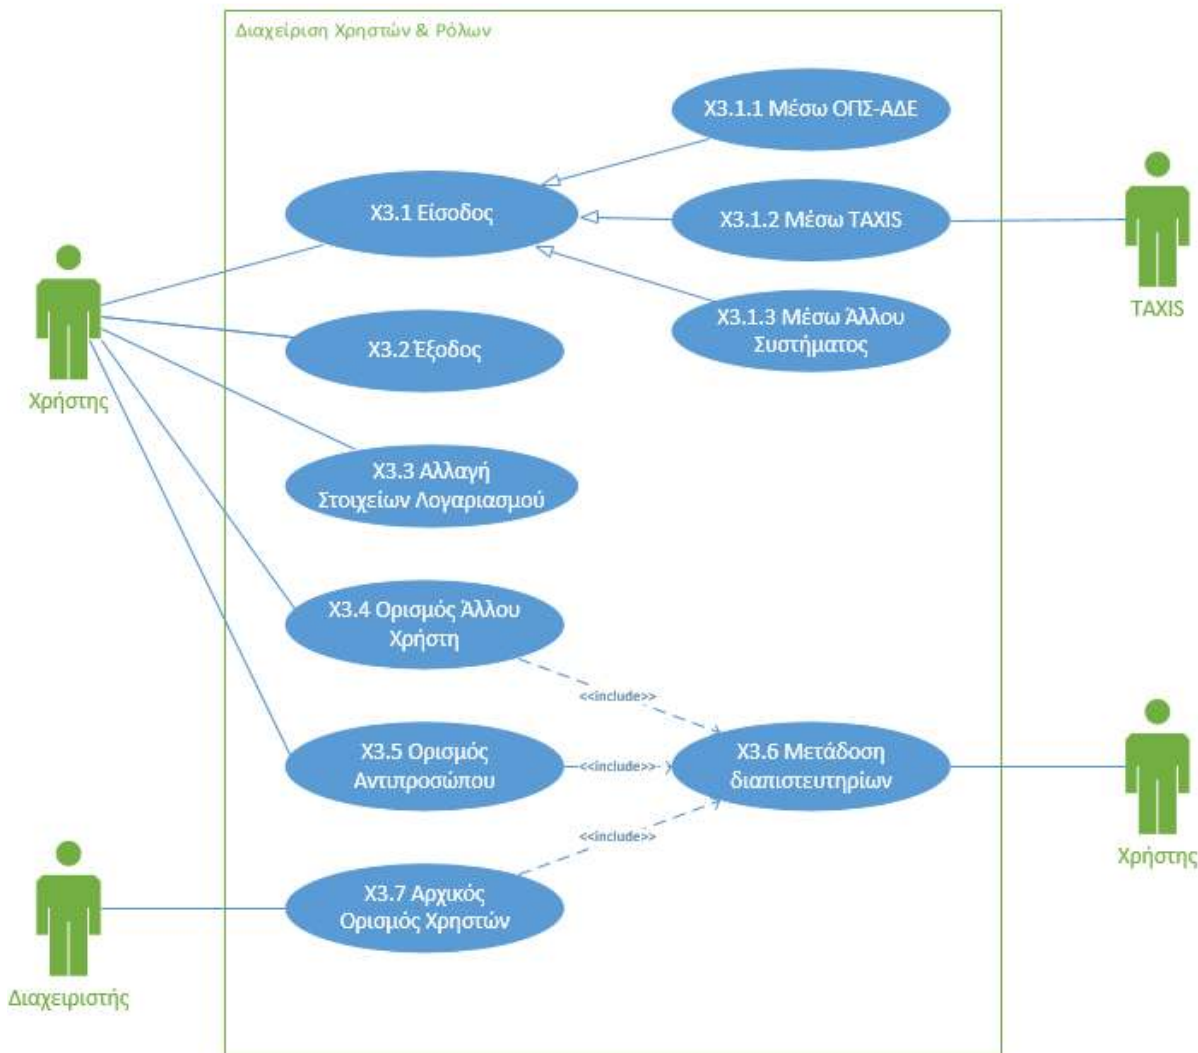 Διαχείριση Χρηστών & Ρόλων
Χ3.1.1 Μέσω ΟΠΣ-ΑΔΕ
Χ3.1 Είσοδος
Χ3.1.2 Μέσω TAXIS
TAXIS
Χ3.1.3 Μέσω Άλλου
Συστήματος
Χ3.2 Έξοδος
Χρήστης
Χ3.3 Αλλαγή
Στοιχείων Λογαριασμού
Χ3.4 Ορισμός Άλλου
Χρήστη
<<include>>
Χ3.5 Ορισμός
Αντιπροσώπου
<<include>>
Χ3.6 Μετάδοση
διαπιστευτηρίων
<<include>>
Χρήστης
Χ3.7 Αρχικός
Ορισμός Χρηστών
Διαχειριστής